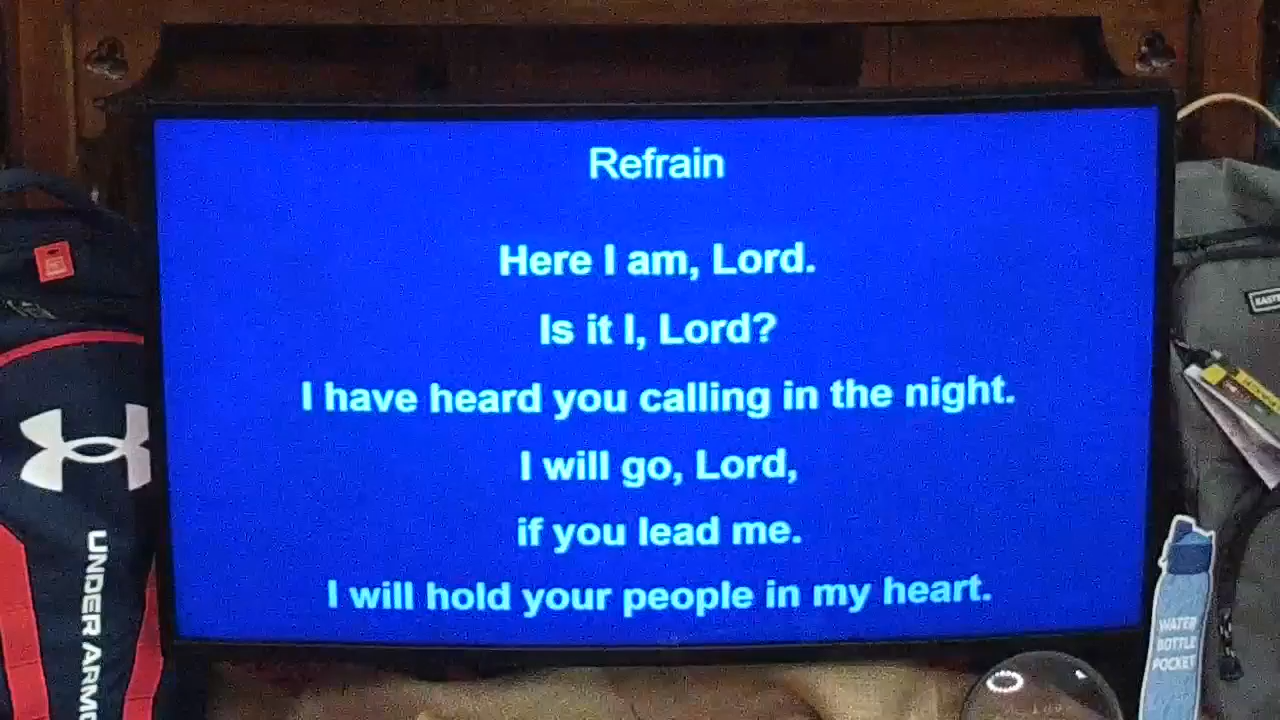 Refrain
Here I am, Lord.
Is it I, Lord?
I have heard you calling in the night.
I will go, Lord,
if you lead me.
I will hold your people in my heart.
UNDER ARMO
WATER
BOTTLE
POCKET